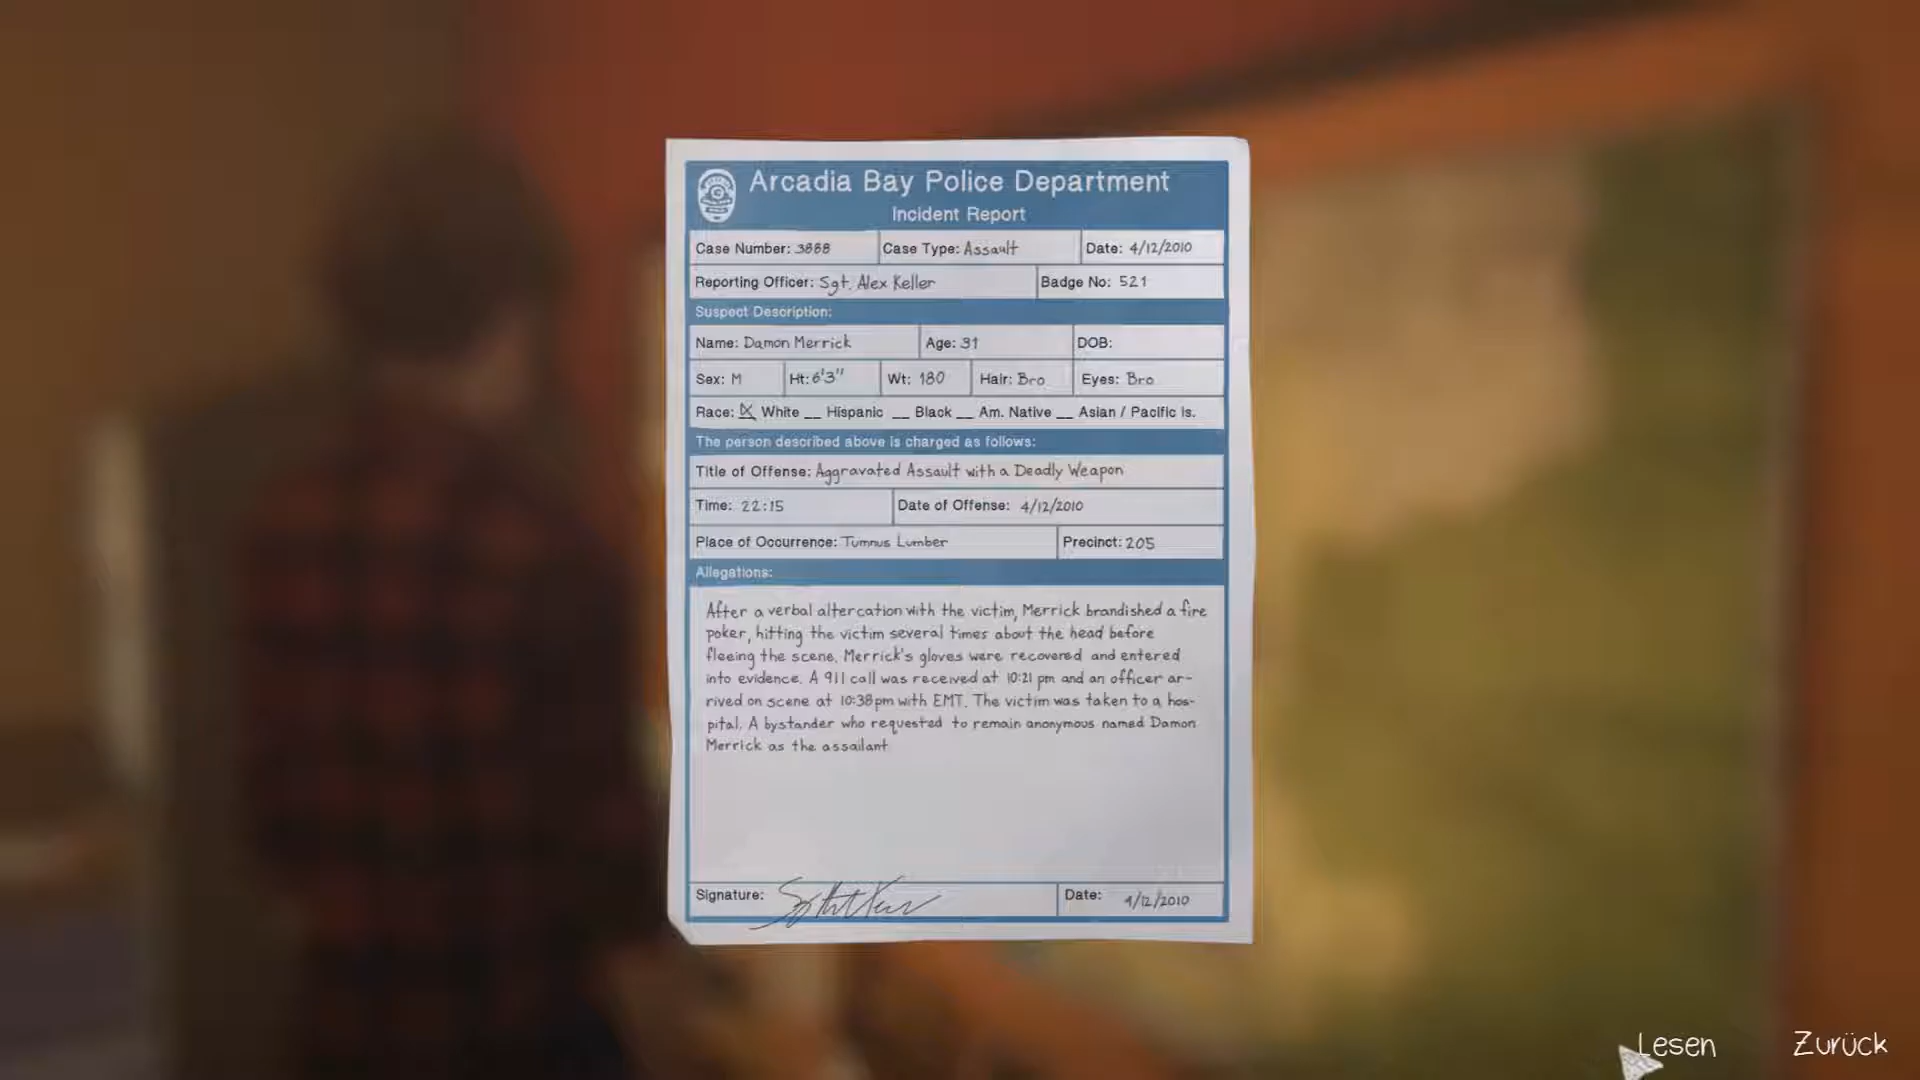 Arcadia Bay Police Department
Incident Report
Case Number: 3888 Case Type: Assault Date: 4/12/2010
Reporting Officer: Sgt. Alex Keller Badge No: 521
Suspect Description:
Name: Damon Merrick Age: 31 DOB:
Sex: M Ht: 6'3" Wt: 180 Hair: Bro Eyes: Bro
Race: X White __ Hispanic __ Black __ Am. Native __ Asian / Pacific Is.
The person described above is charged as follows:
Title of Offense: Aggravated Assault with a Deadly Weapon
Time: 22:15 Date of Offense: 4/12/2010
Place of Occurrence: Tumnus Lumber Precinct: 205
Allegations:
After a verbal altercation with the victim, Merrick brandished a fire
poker, hitting the victim several times about the head before
fleeing the scene. Merrick's gloves were recovered and entered
into evidence. A 911 call was received at 10:21 pm and an officer ar-
rived on scene at 10:38pm with EMT. The victim was taken to a hos-
pital. A bystander who requested to remain anonymous named Damon
Merrick as the assailant
Signature: Date: 4/12/2010
Lesen Zurück